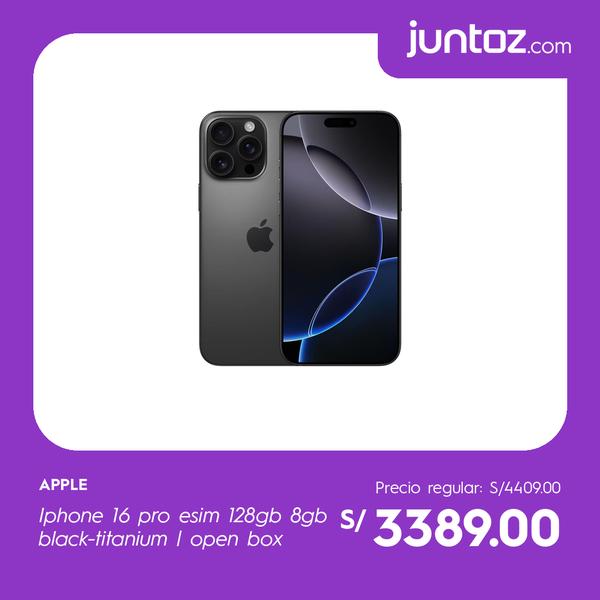 juntoz.com
APPLE
Iphone 16 pro esim 128gb 8gb
black-titanium | open box
Precio regular: S/4409.00
S/ 3389.00